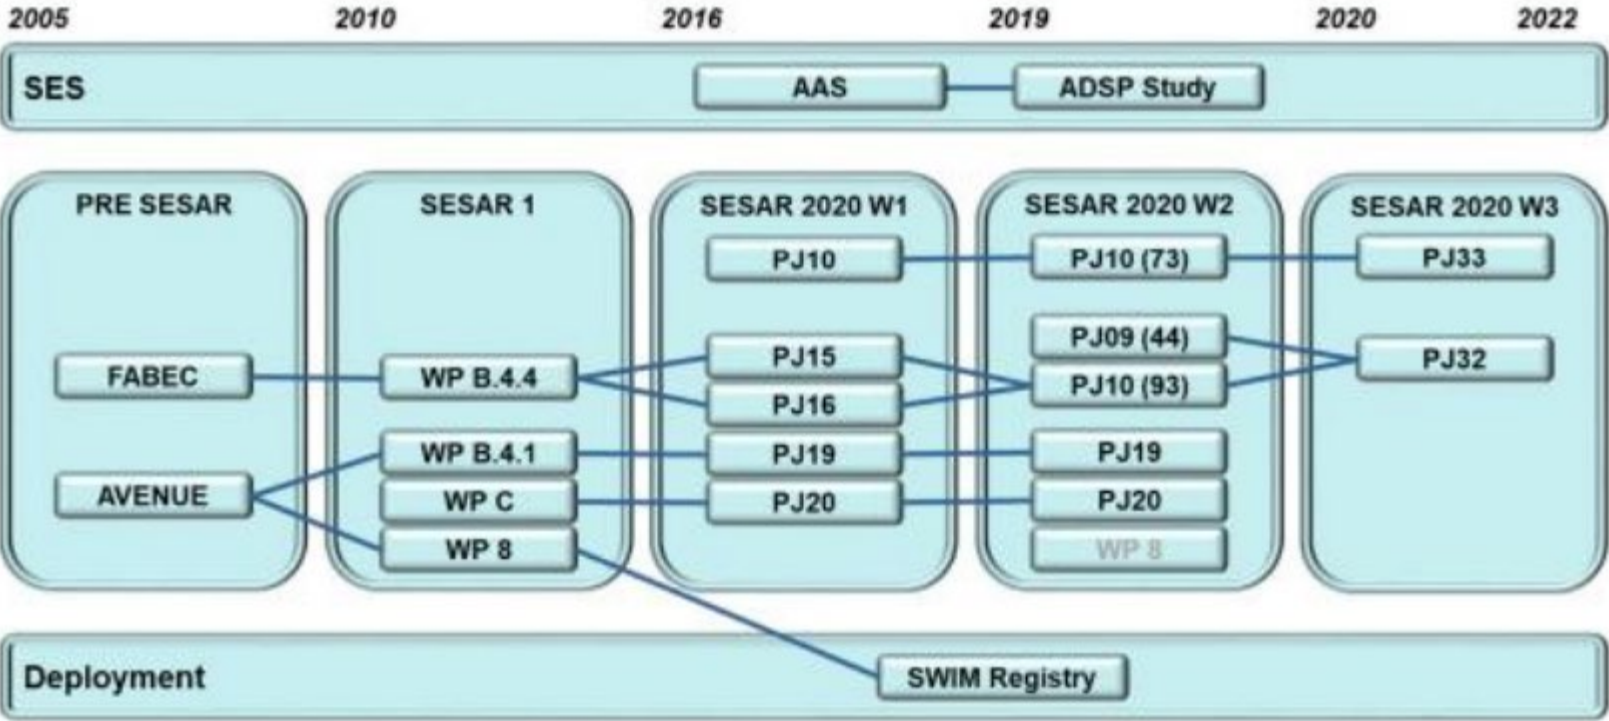 2005 2010 2016 2019 2020 2022
SES
AAS
ADSP Study
PRE SESAR
FABEC
AVENUE
SESAR 1
WP B.4.4
WP B.4.1
WP C
WP 8
SESAR 2020 W1
PJ10
PJ15
PJ16
PJ19
PJ20
SESAR 2020 W2
PJ10 (73)
PJ09 (44)
PJ10 (93)
PJ19
PJ20
WP 8
SESAR 2020 W3
PJ33
PJ32
Deployment
SWIM Registry